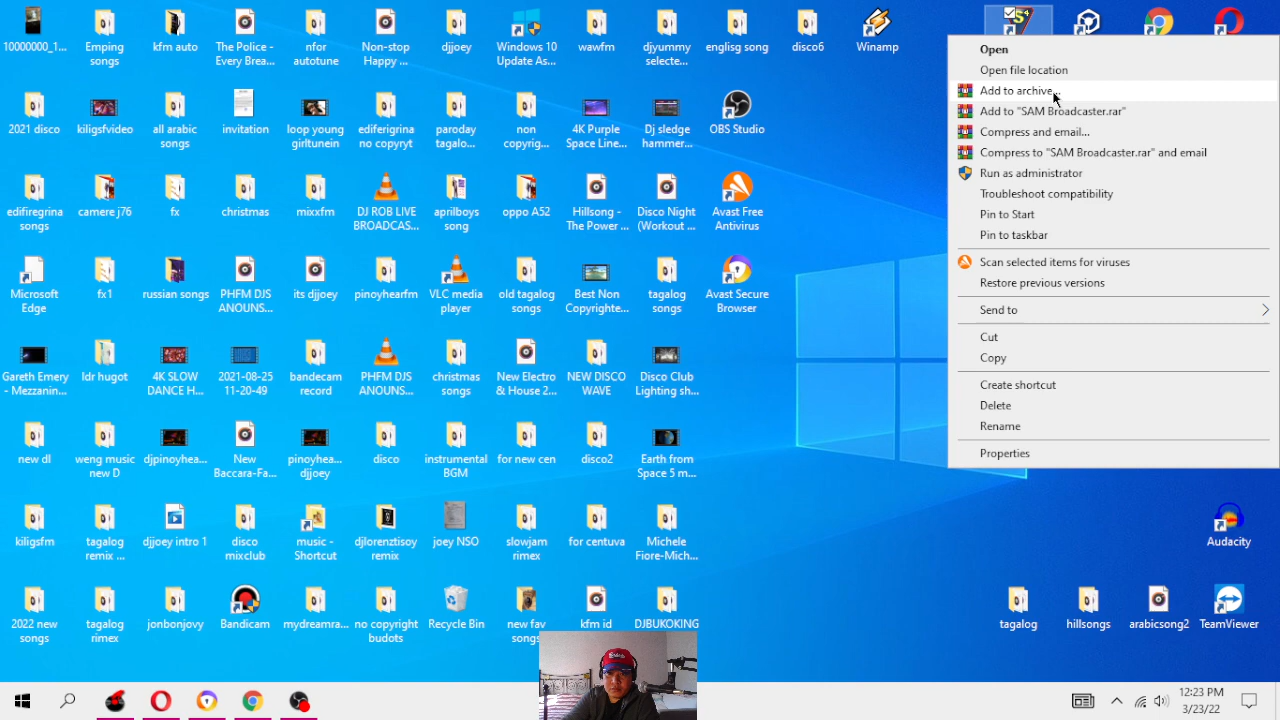 10000000_1...
Emping
songs
kfm auto
The Police -
Every Brea...
nfor
autotune
Non-stop
Happy ...
djjoey
Windows 10
Update As...
wawfm
djyummy
selecte...
englisg song
disco6
Winamp
2021 disco
kiligsfvideo
all arabic
songs
invitation
loop young
girltunein
ediferigrina
no copyryt
paroday
tagalo...
non
copyrig...
4K Purple
Space Line...
Dj sledge
hammer...
OBS Studio
edifiregrina
songs
camere j76
fx
christmas
mixxfm
DJ ROB LIVE
BROADCAS...
aprilboys
song
oppo A52
Hillsong -
The Power ...
Disco Night
(Workout ...
Avast Free
Antivirus
Microsoft
Edge
fx1
russian songs
PHFM DJS
ANOUNS...
its djjoey
pinoyhearfm
VLC media
player
old tagalog
songs
Best Non
Copyrighte...
tagalog
songs
Avast Secure
Browser
Gareth Emery
- Mezzanin...
ldr hugot
4K SLOW
DANCE H...
2021-08-25
11-20-49
bandecam
record
PHFM DJS
ANOUNS...
christmas
songs
New Electro
& House 2...
NEW DISCO
WAVE
Disco Club
Lighting sh...
new dl
weng music
new D
djpinoyhea...
New
Baccara-Fa...
pinoyhea...
djjoey
disco
instrumental
BGM
for new cen
disco2
Earth from
Space 5 m...
kiligsfm
tagalog
remix ...
djjoey intro 1
disco
mixclub
music -
Shortcut
djlorenztisoy
remix
joey NSO
slowjam
rimex
for centuva
Michele
Fiore-Mich...
Audacity
2022 new
songs
tagalog
rimex
jonbonjovy
Bandicam
mydreamra...
no copyright
budots
Recycle Bin
new fav
songs
kfm id
DJBUKOKING
tagalog
hillsongs
arabicsong2
TeamViewer
Open
Open file location
Add to archive...
Add to "SAM Broadcaster.rar"
Compress and email...
Compress to "SAM Broadcaster.rar" and email
Run as administrator
Troubleshoot compatibility
Pin to Start
Pin to taskbar
Scan selected items for viruses
Restore previous versions
Send to
Cut
Copy
Create shortcut
Delete
Rename
Properties
12:23 PM
3/23/22